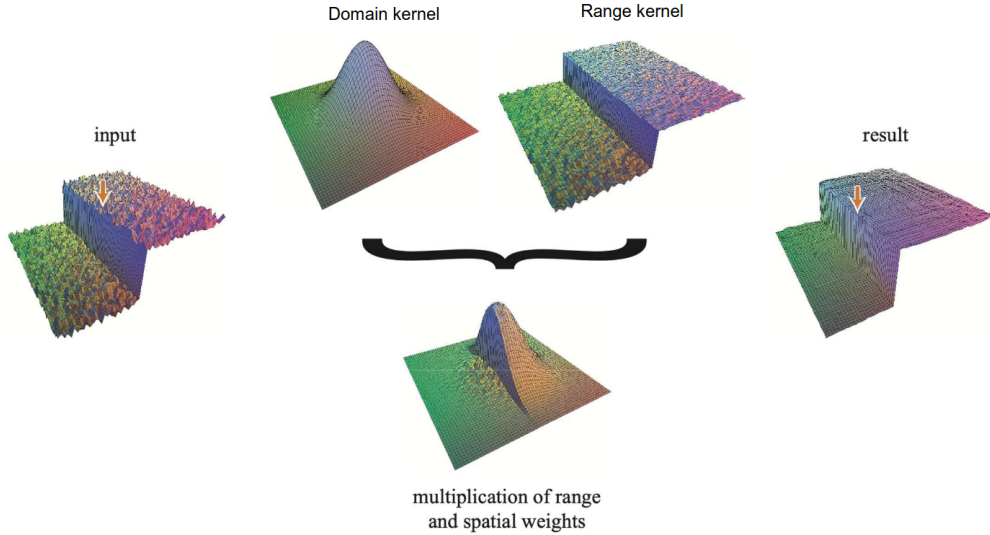 Domain kernel
Range kernel
input
result
multiplication of range
and spatial weights